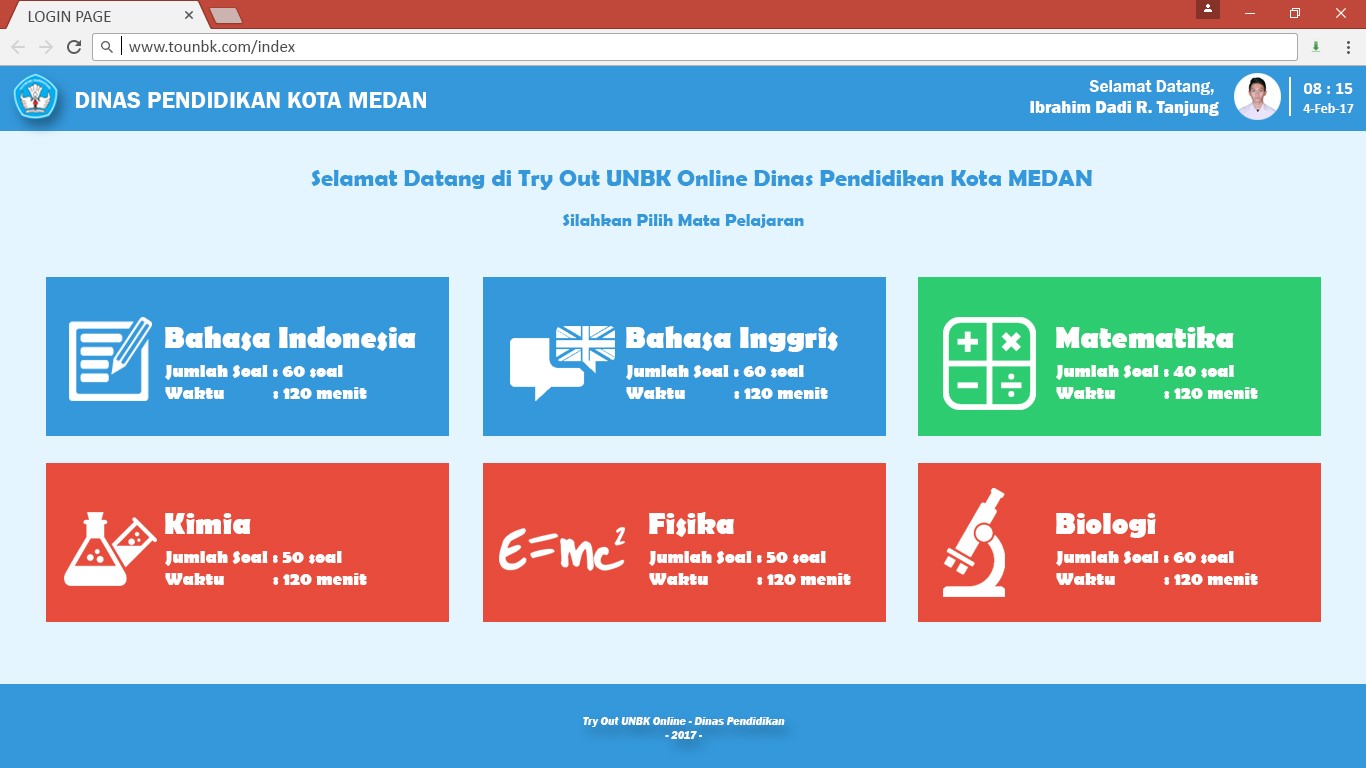 LOGIN PAGE
www.tounbk.com/index
DINAS PENDIDIKAN KOTA MEDAN
Selamat Datang,
Ibrahim Dadi R. Tanjung
08 : 15
4-Feb-17
Selamat Datang di Try Out UNBK Online Dinas Pendidikan Kota MEDAN
Silahkan Pilih Mata Pelajaran
Bahasa Indonesia
Jumlah Soal : 60 soal
Waktu : 120 menit
Bahasa Inggris
Jumlah Soal : 60 soal
Waktu : 120 menit
Matematika
Jumlah Soal : 40 soal
Waktu : 120 menit
Kimia
Jumlah Soal : 50 soal
Waktu : 120 menit
E=mc²
Fisika
Jumlah Soal : 50 soal
Waktu : 120 menit
Biologi
Jumlah Soal : 60 soal
Waktu : 120 menit
Try Out UNBK Online - Dinas Pendidikan
- 2017 -